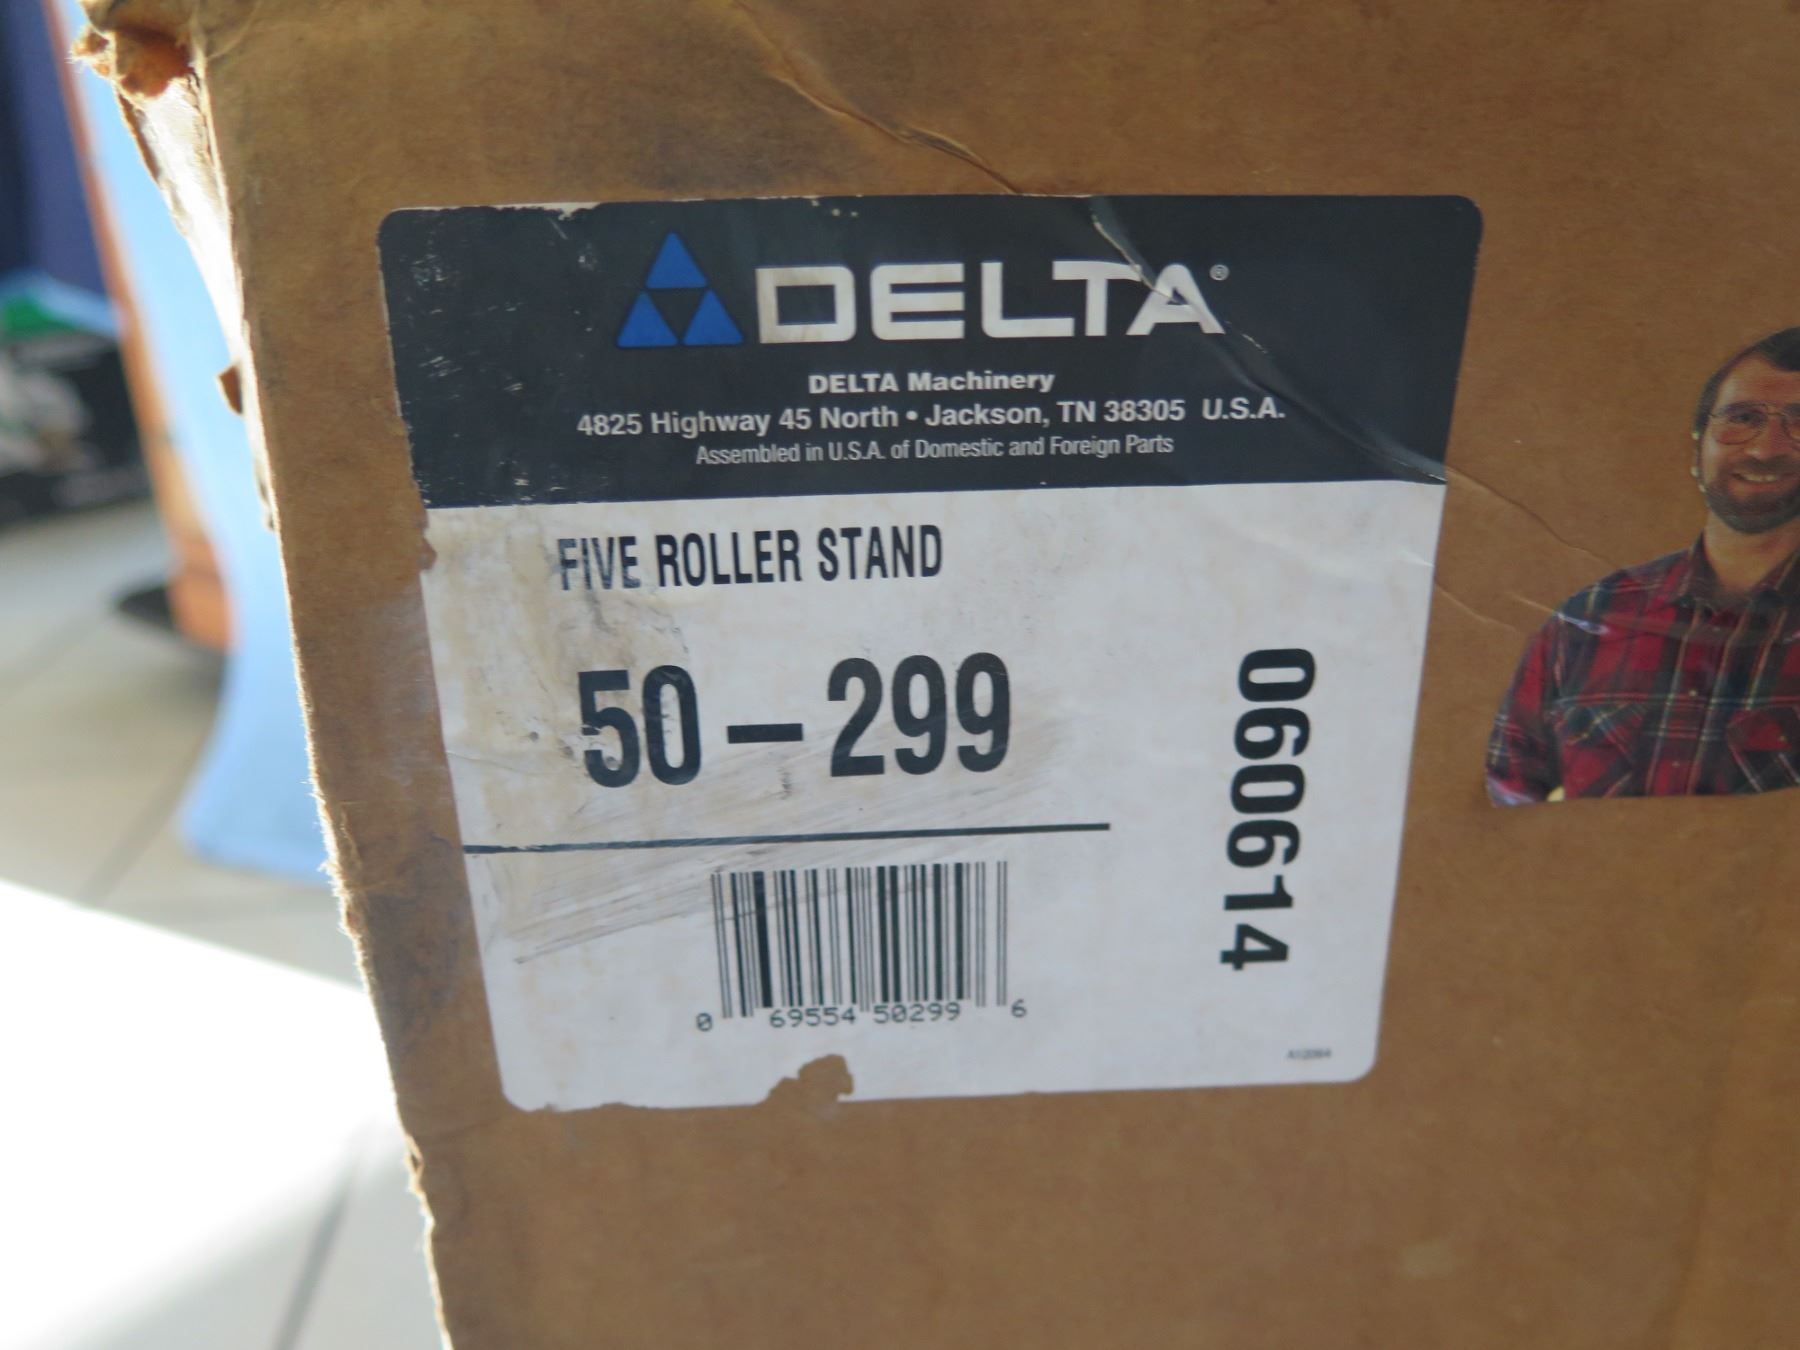 DELTA®
DELTA Machinery
4825 Highway 45 North • Jackson, TN 38305 U.S.A.
Assembled in U.S.A. of Domestic and Foreign Parts
FIVE ROLLER STAND
50-299
060614
0 69554 50299 6